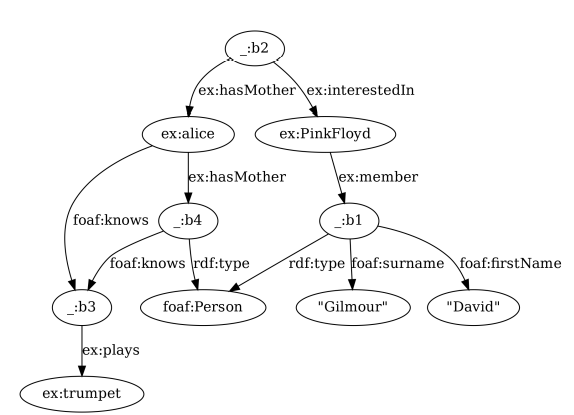 _:b2
ex:hasMother
ex:interestedIn
ex:alice
ex:PinkFloyd
ex:hasMother
ex:member
foaf:knows
_:b4
_:b1
foaf:knows
rdf:type
rdf:type
foaf:surname
foaf:firstName
_:b3
foaf:Person
"Gilmour"
"David"
ex:plays
ex:trumpet